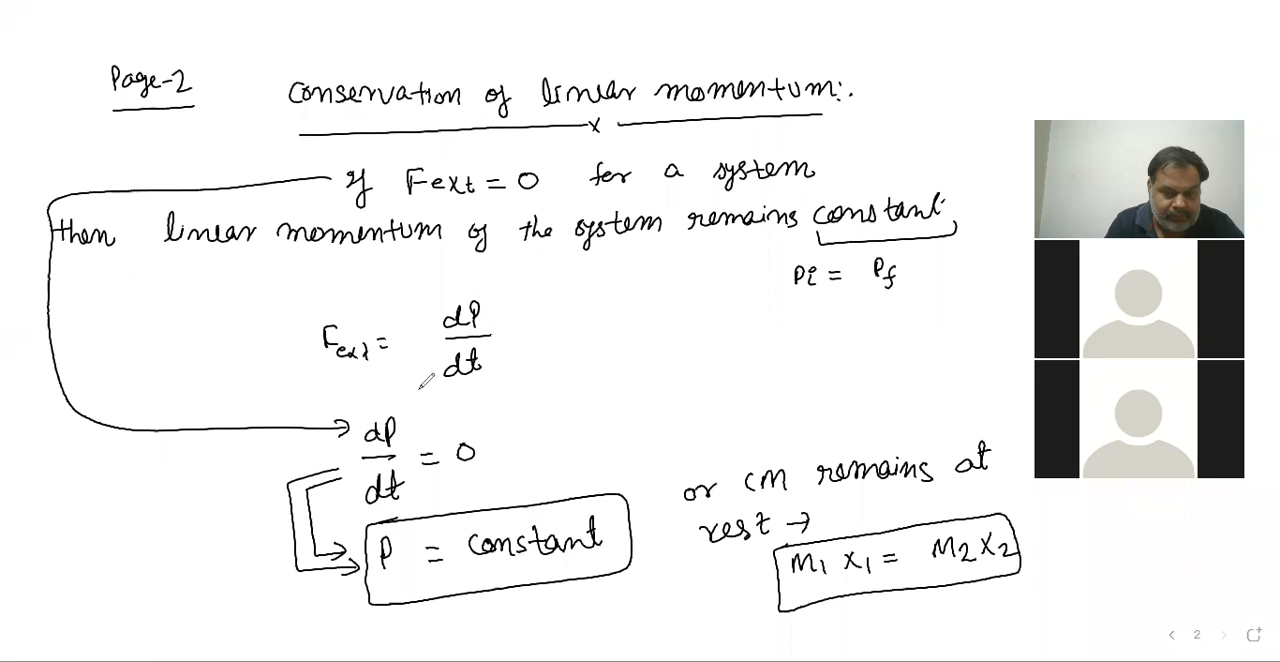 Page-2
Conservation of linear momentum:.
x
If Fext = 0 for a system
then linear momentum of the system remains constant.
Pi = Pf
Fext = dP/dt
dP/dt = 0
P = constant
or CM remains at
rest →
m1 x1 = m2 x2
2